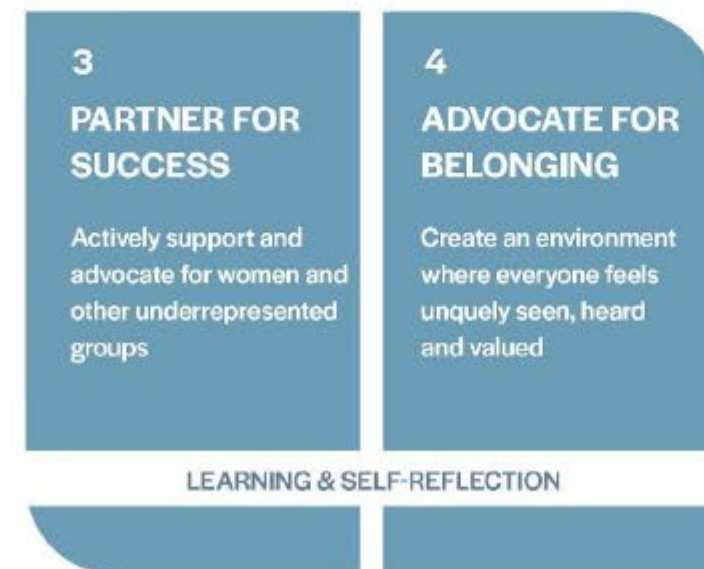 3
PARTNER FOR
SUCCESS
Actively support and
advocate for women and
other underrepresented
groups
4
ADVOCATE FOR
BELONGING
Create an environment
where everyone feels
unquely seen, heard
and valued
LEARNING & SELF-REFLECTION